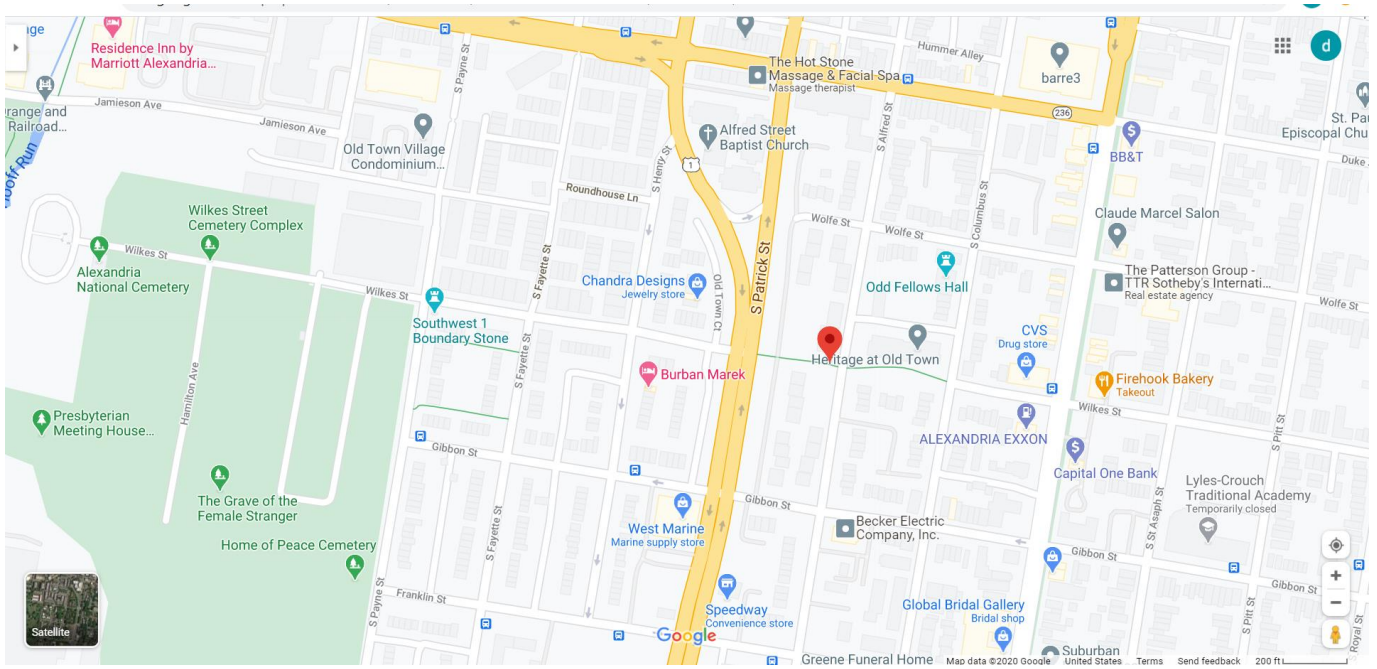 Residence Inn by
Marriott Alexandria...
Jamieson Ave
Jamieson Ave
Railroad...
S Payne St
Old Town Village
Condominium...
The Hot Stone
Massage & Facial Spa
Massage therapist
Hummer Alley
barre3
d
236
BB&T
Episcopal Chu
Duke
Alfred Street
Baptist Church
S Alfred St
1
S Henry St
Roundhouse Ln
Wilkes Street
Cemetery Complex
Wilkes St
Alexandria
National Cemetery
Wilkes St
Southwest 1
Boundary Stone
S Fayette St
Chandra Designs
Jewelry store
Old Town Ct
S Patrick St
Wolfe St
Wolfe St
S Columbus St
Odd Fellows Hall
Claude Marcel Salon
The Patterson Group -
TTR Sotheby's Internati...
Real estate agency
Wolfe St
CVS
Drug store
Heritage at Old Town
Burban Marek
S Fayette St
Firehook Bakery
Takeout
Wilkes St
S Pitt St
Hamilton Ave
Presbyterian
Meeting House...
ALEXANDRIA EXXON
Capital One Bank
Gibbon St
The Grave of the
Female Stranger
Gibbon St
Lyles-Crouch
Traditional Academy
Temporarily closed
S St Asaph St
West Marine
Marine supply store
Becker Electric
Company, Inc.
Home of Peace Cemetery
S Fayette St
Gibbon St
Gibbon St
S Payne St
Franklin St
Speedway
Convenience store
Global Bridal Gallery
Bridal shop
S Pitt St
Royal St
Satellite
Google
Greene Funeral Home
Suburban
Map data ©2020 Google United States Terms Send feedback 200 ft